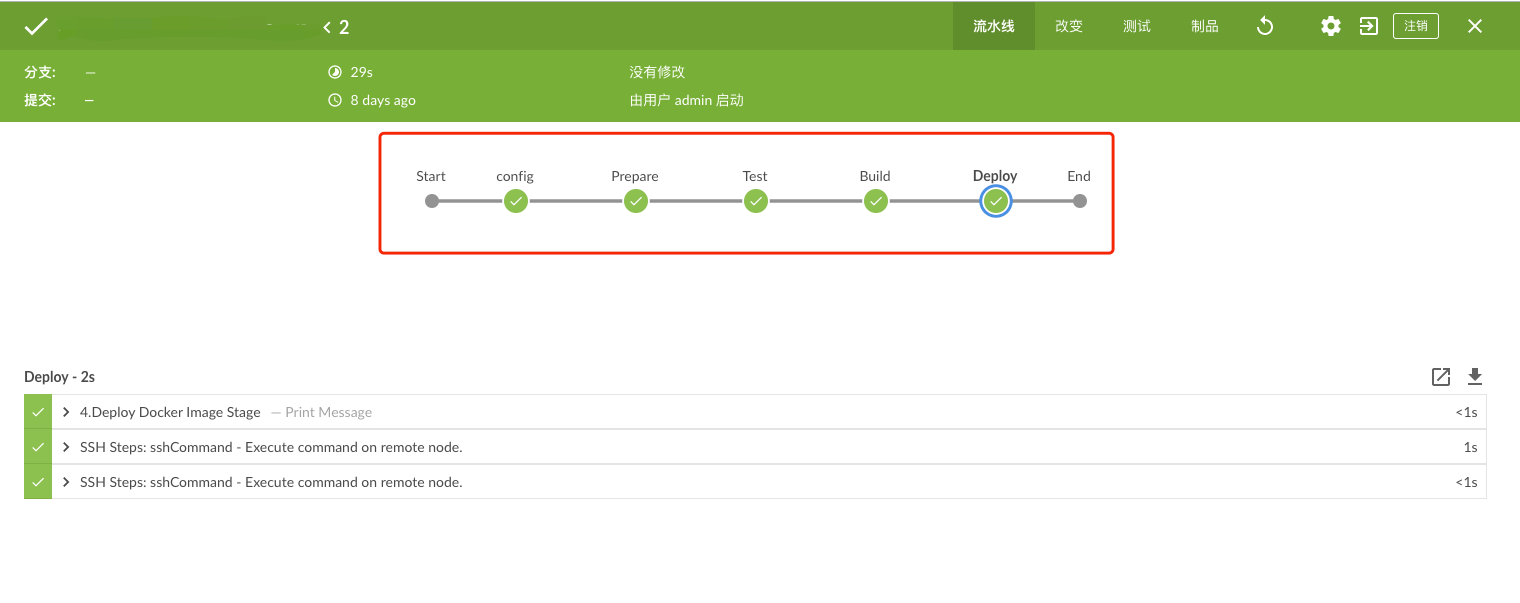 2 流水线 改变 测试 制品 注销
分支: — 29s 没有修改
提交: — 8 days ago 由用户 admin 启动
Start config Prepare Test Build Deploy End
Deploy - 2s
4.Deploy Docker Image Stage — Print Message <1s
SSH Steps: sshCommand - Execute command on remote node. 1s
SSH Steps: sshCommand - Execute command on remote node. <1s